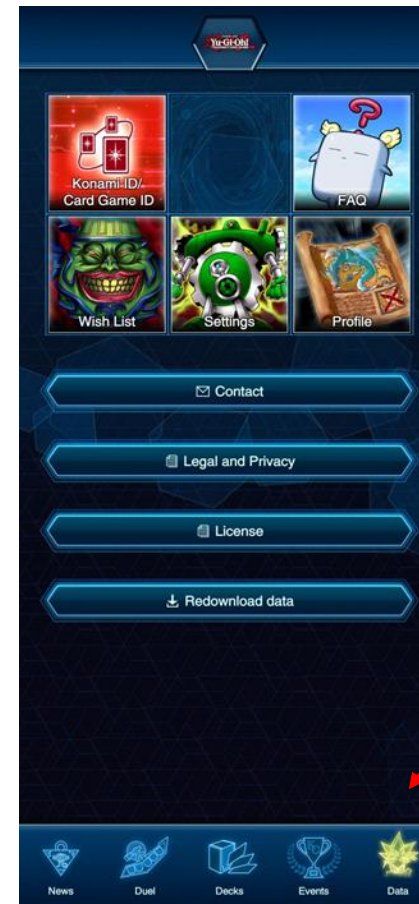 Yu-Gi-Oh!
Konami ID/
Card Game ID
FAQ
Wish List
Settings
Profile
Contact
Legal and Privacy
License
Redownload data
News
Duel
Decks
Events
Data